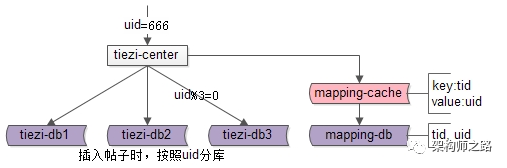 uid=666
tiezi-center
uid%3=0
mapping-cache
key:tid
value:uid
tiezi-db1
tiezi-db2
tiezi-db3
mapping-db
tid, uid
插入帖子时，按照uid分库
架构师之路